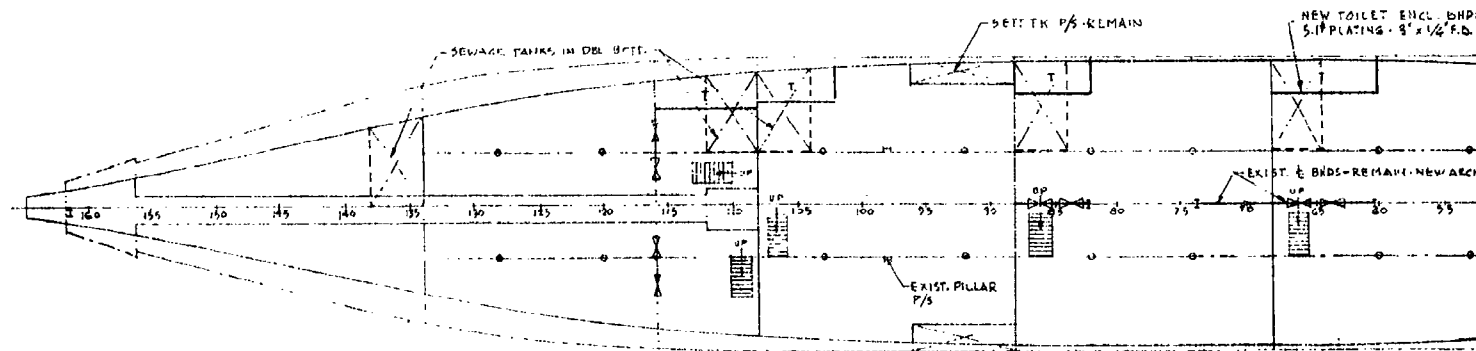 SETT TK P/S - REMAIN
NEW TOILET ENCL. BHDS
5.1# PLATING - 3" x 1/4" F.B.
SEWAGE TANKS IN DBL BOTT.
T
T
T
T
UP
EXIST. ⅊ BHDS - REMAIN - NEW ARCH
UP
UP
UP
160 155 150 145 140 135 130 125 120 115 110 105 100 95 90 85 80 75 70 65 60 55
UP
EXIST. PILLAR
P/S